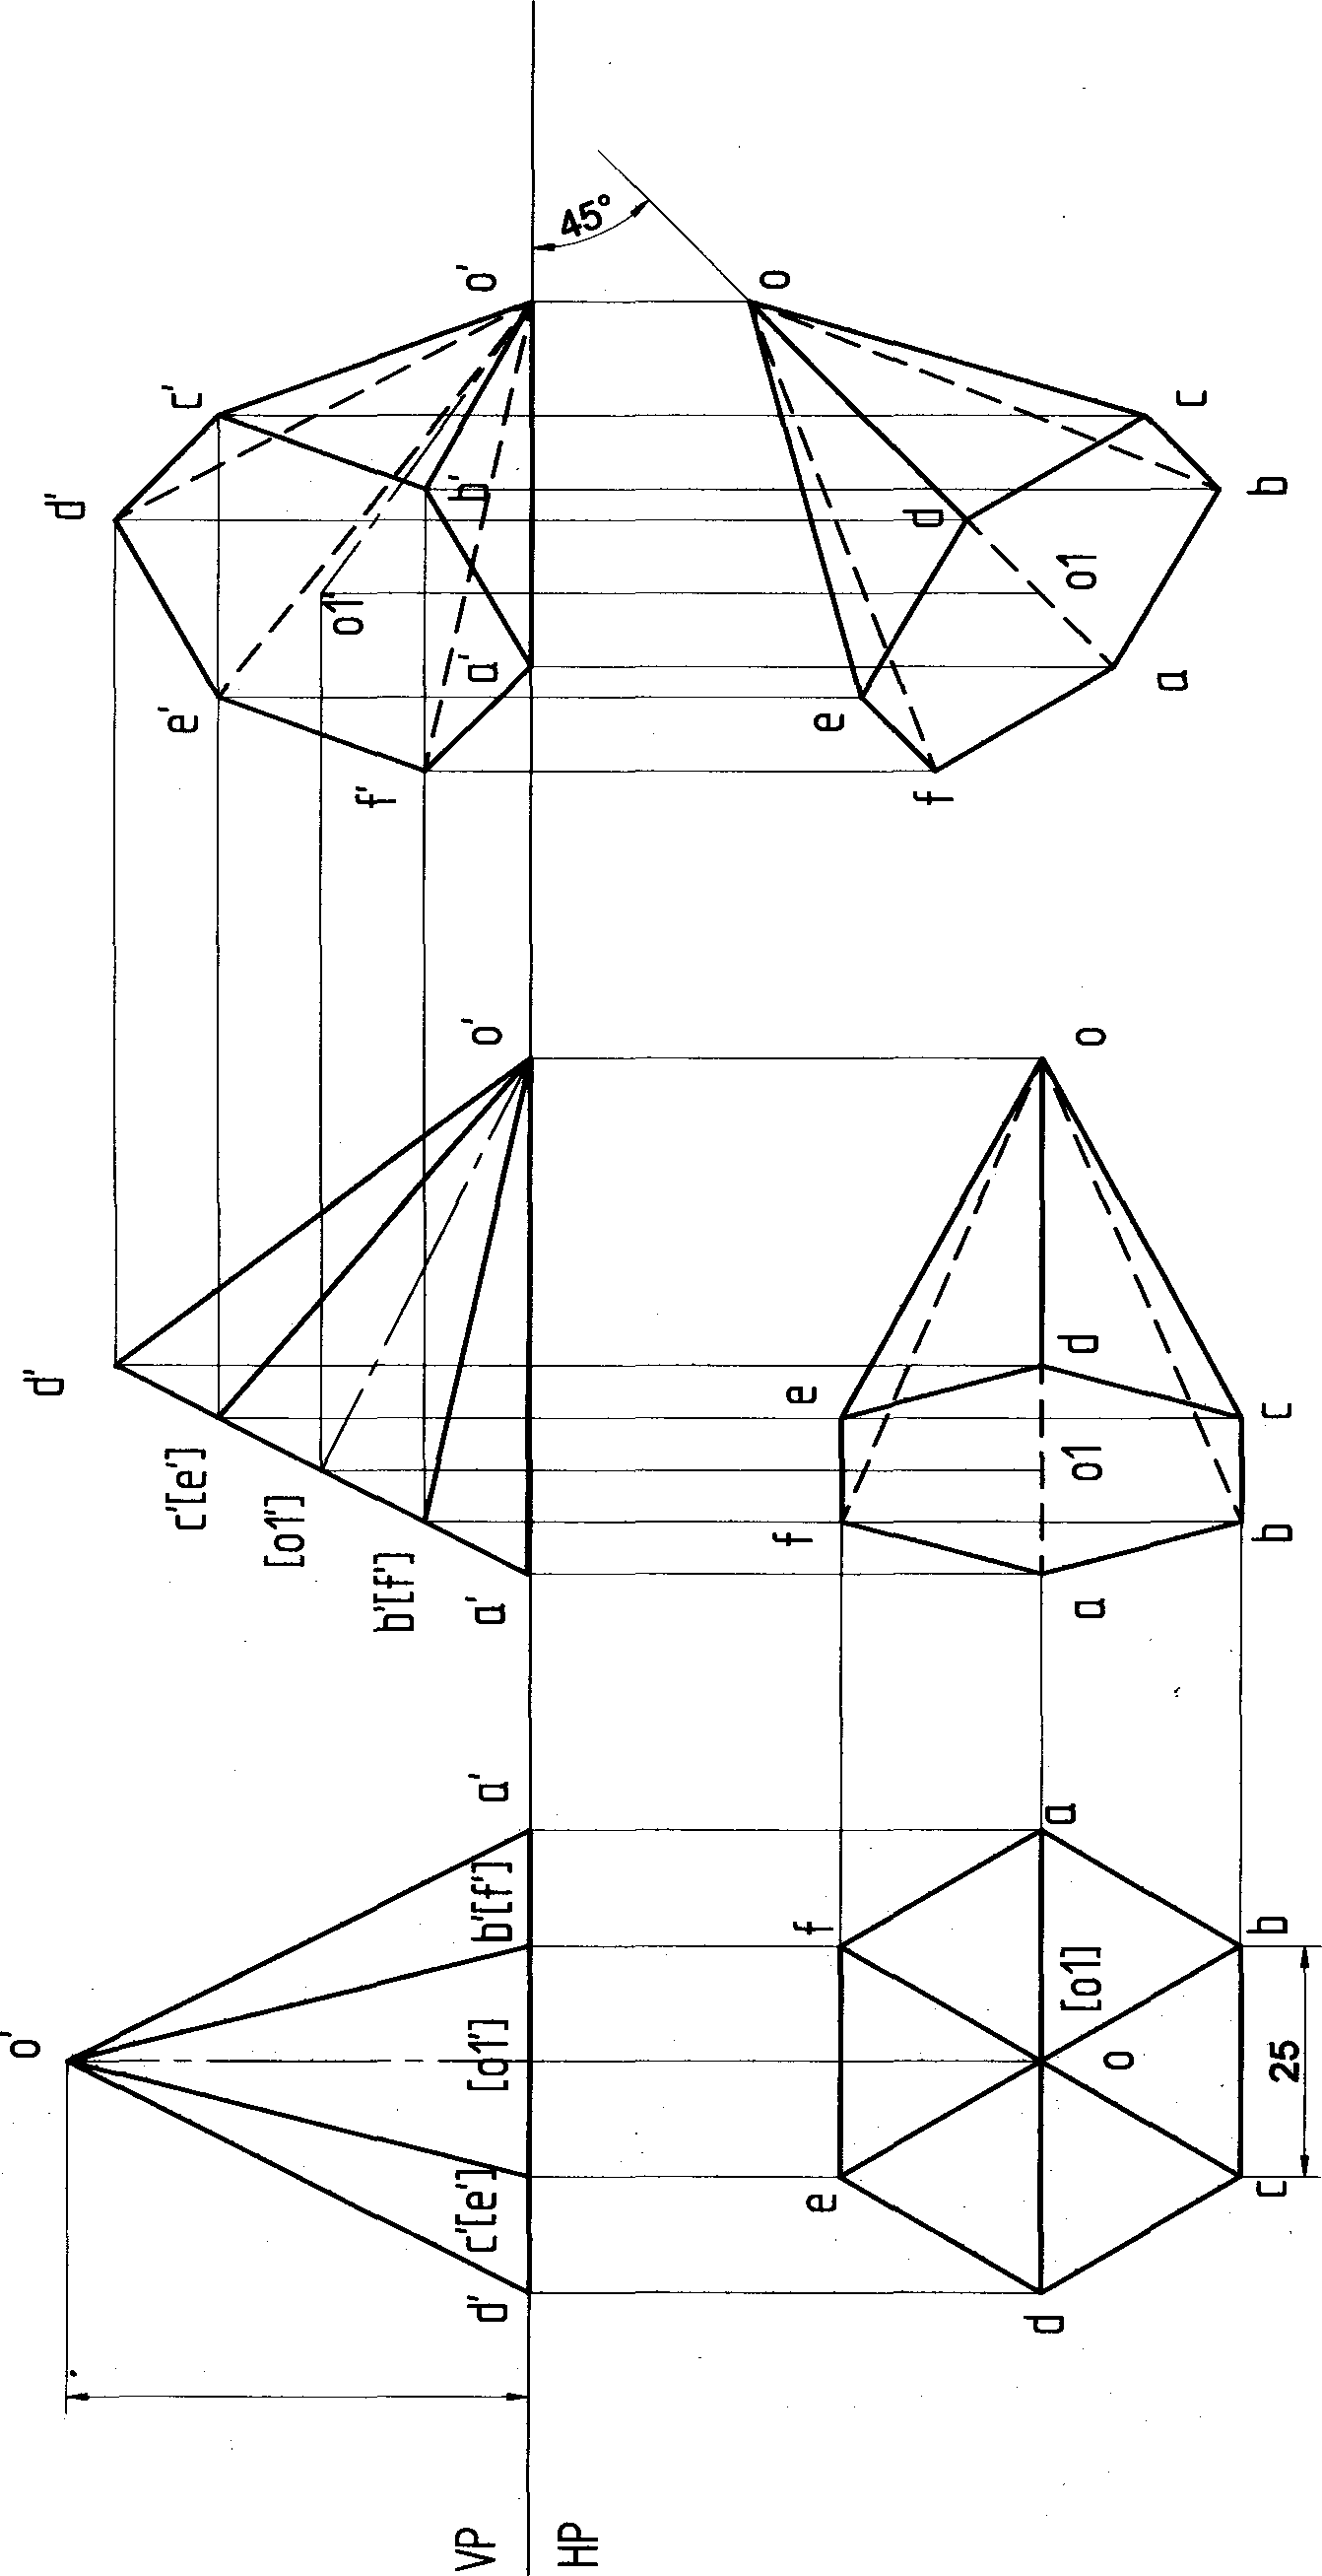 o'
d'
c'[e']
[o1']
b'[f']
a'
VP
HP
e
f
d
o
[o1]
a
c
b
25
d'
c'[e']
[o1']
b'[f']
a'
o'
f
e
a
o1
d
o
b
c
d'
e'
c'
o1'
f'
a'
b'
o'
45°
e
f
d
o
a
o1
c
b